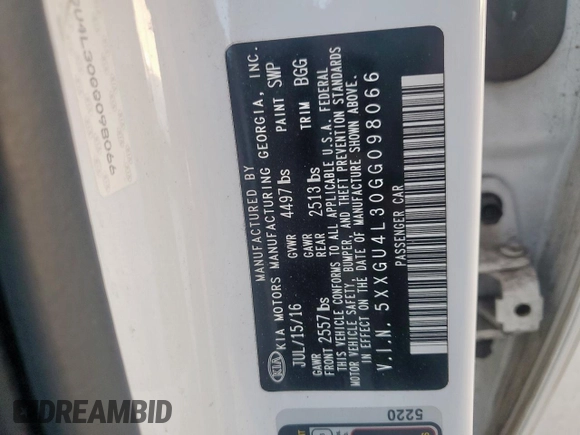 MANUFACTURED BY
KIA KIA MOTORS MANUFACTURING GEORGIA, INC.
JUL/15/16 GVWR 4497 lbs PAINT SWP
GAWR FRONT 2557 lbs GAWR REAR 2513 lbs TRIM BGG
THIS VEHICLE CONFORMS TO ALL APPLICABLE U.S.A. FEDERAL
MOTOR VEHICLE SAFETY, BUMPER, AND THEFT PREVENTION STANDARDS
IN EFFECT ON THE DATE OF MANUFACTURE SHOWN ABOVE.
V.I.N. 5XXGU4L30GG098066
PASSENGER CAR
5220
IDREAMBID